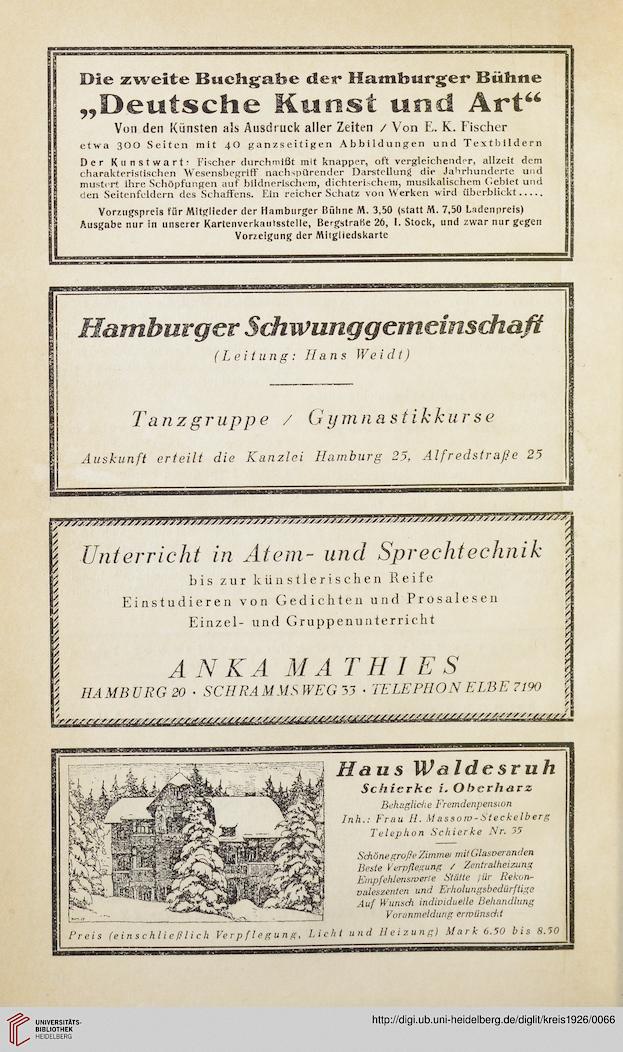 Die zweite Buchgabe der Hamburger Bühne
„Deutsche Kunst und Art“
Von den Künsten als Ausdruck aller Zeiten / Von E. K. Fischer
etwa 300 Seiten mit 40 ganzseitigen Abbildungen und Textbildern
Der Kunstwart: Fischer durchmißt mit knapper, oft vergleichender, allzeit dem
charakteristischen Wesensbegriff nachspürender Darstellung die Jahrhunderte und
mustert ihre Schöpfungen auf bildnerischem, dichterischem, musikalischem Gebiet und
den Seitenfeldern des Schaffens. Ein reicher Schatz von Werken wird überblickt.....
Vorzugspreis für Mitglieder der Hamburger Bühne M. 3,50 (statt M. 7,50 Ladenpreis)
Ausgabe nur in unserer Kartenverkaufsstelle, Bergstraße 26, I. Stock, und zwar nur gegen
Vorzeigung der Mitgliedskarte
Hamburger Schwunggemeinschaft
(Leitung: Hans Weidt)
Tanzgruppe / Gymnastikkurse
Auskunft erteilt die Kanzlei Hamburg 25, Alfredstraße 25
Unterricht in Atem- und Sprechtechnik
bis zur künstlerischen Reife
Einstudieren von Gedichten und Prosalesen
Einzel- und Gruppenunterricht
ANKA MATHIES
HAMBURG 20 · SCHRAMMSWEG 33 · TELEPHON ELBE 7190
Haus Waldesruh
Schierke i. Oberharz
Behagliche Fremdenpension
Inh.: Frau H. Massow-Steckelberg
Telephon Schierke Nr. 35
Schöne große Zimmer mit Glasveranden
Beste Verpflegung / Zentralheizung
Empfehlenswerte Stätte für Rekon-
valeszenten und Erholungsbedürftige
Auf Wunsch individuelle Behandlung
Voranmeldung erwünscht
Preis (einschließlich Verpflegung, Licht und Heizung) Mark 6.50 bis 8.50
UNIVERSITÄTS-
BIBLIOTHEK
HEIDELBERG
http://digi.ub.uni-heidelberg.de/diglit/kreis1926/0066